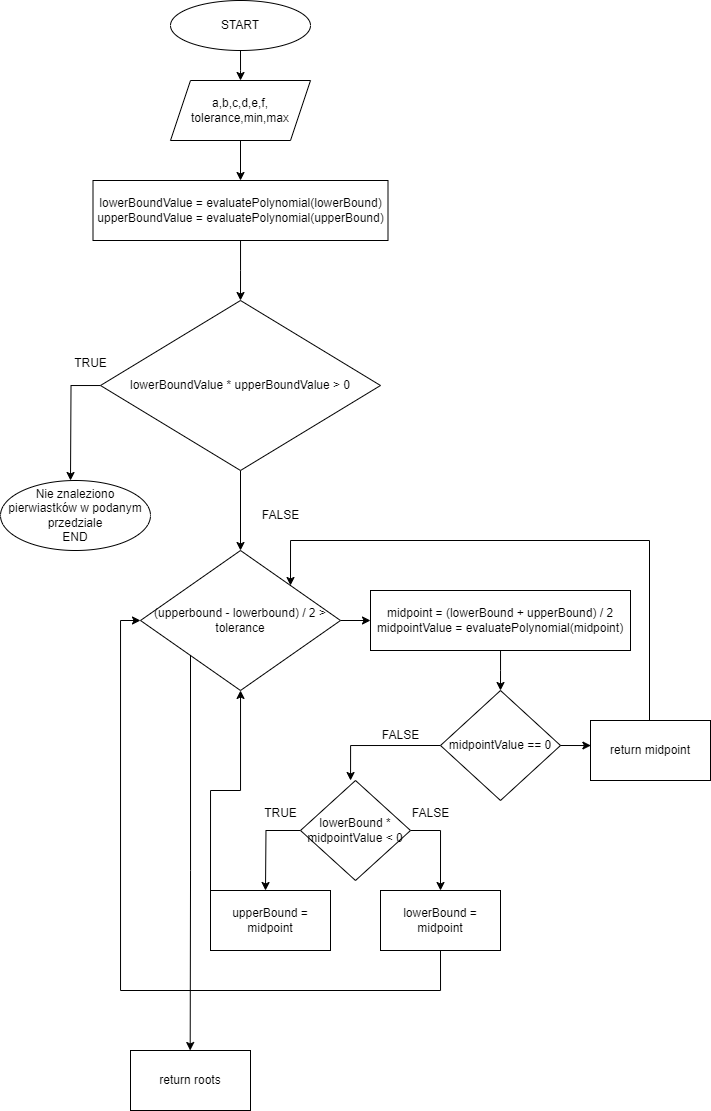 START
a,b,c,d,e,f,
tolerance,min,max
lowerBoundValue = evaluatePolynomial(lowerBound)
upperBoundValue = evaluatePolynomial(upperBound)
TRUE
lowerBoundValue * upperBoundValue > 0
Nie znaleziono
pierwiastków w podanym
przedziale
END
FALSE
(upperbound - lowerbound) / 2 >
tolerance
midpoint = (lowerBound + upperBound) / 2
midpointValue = evaluatePolynomial(midpoint)
FALSE
midpointValue == 0
return midpoint
TRUE
FALSE
lowerBound *
midpointValue < 0
upperBound =
midpoint
lowerBound =
midpoint
return roots